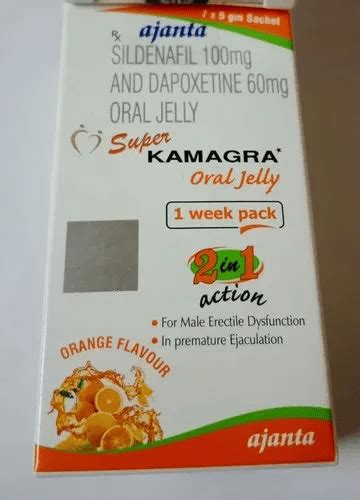 7 x 5 gm Sachet
ajanta
Rx
SILDENAFIL 100mg
AND DAPOXETINE 60mg
ORAL JELLY
Super
KAMAGRA*
Oral Jelly
1 week pack
2 in 1
action
• For Male Erectile Dysfunction
• In premature Ejaculation
ORANGE FLAVOUR
ajanta